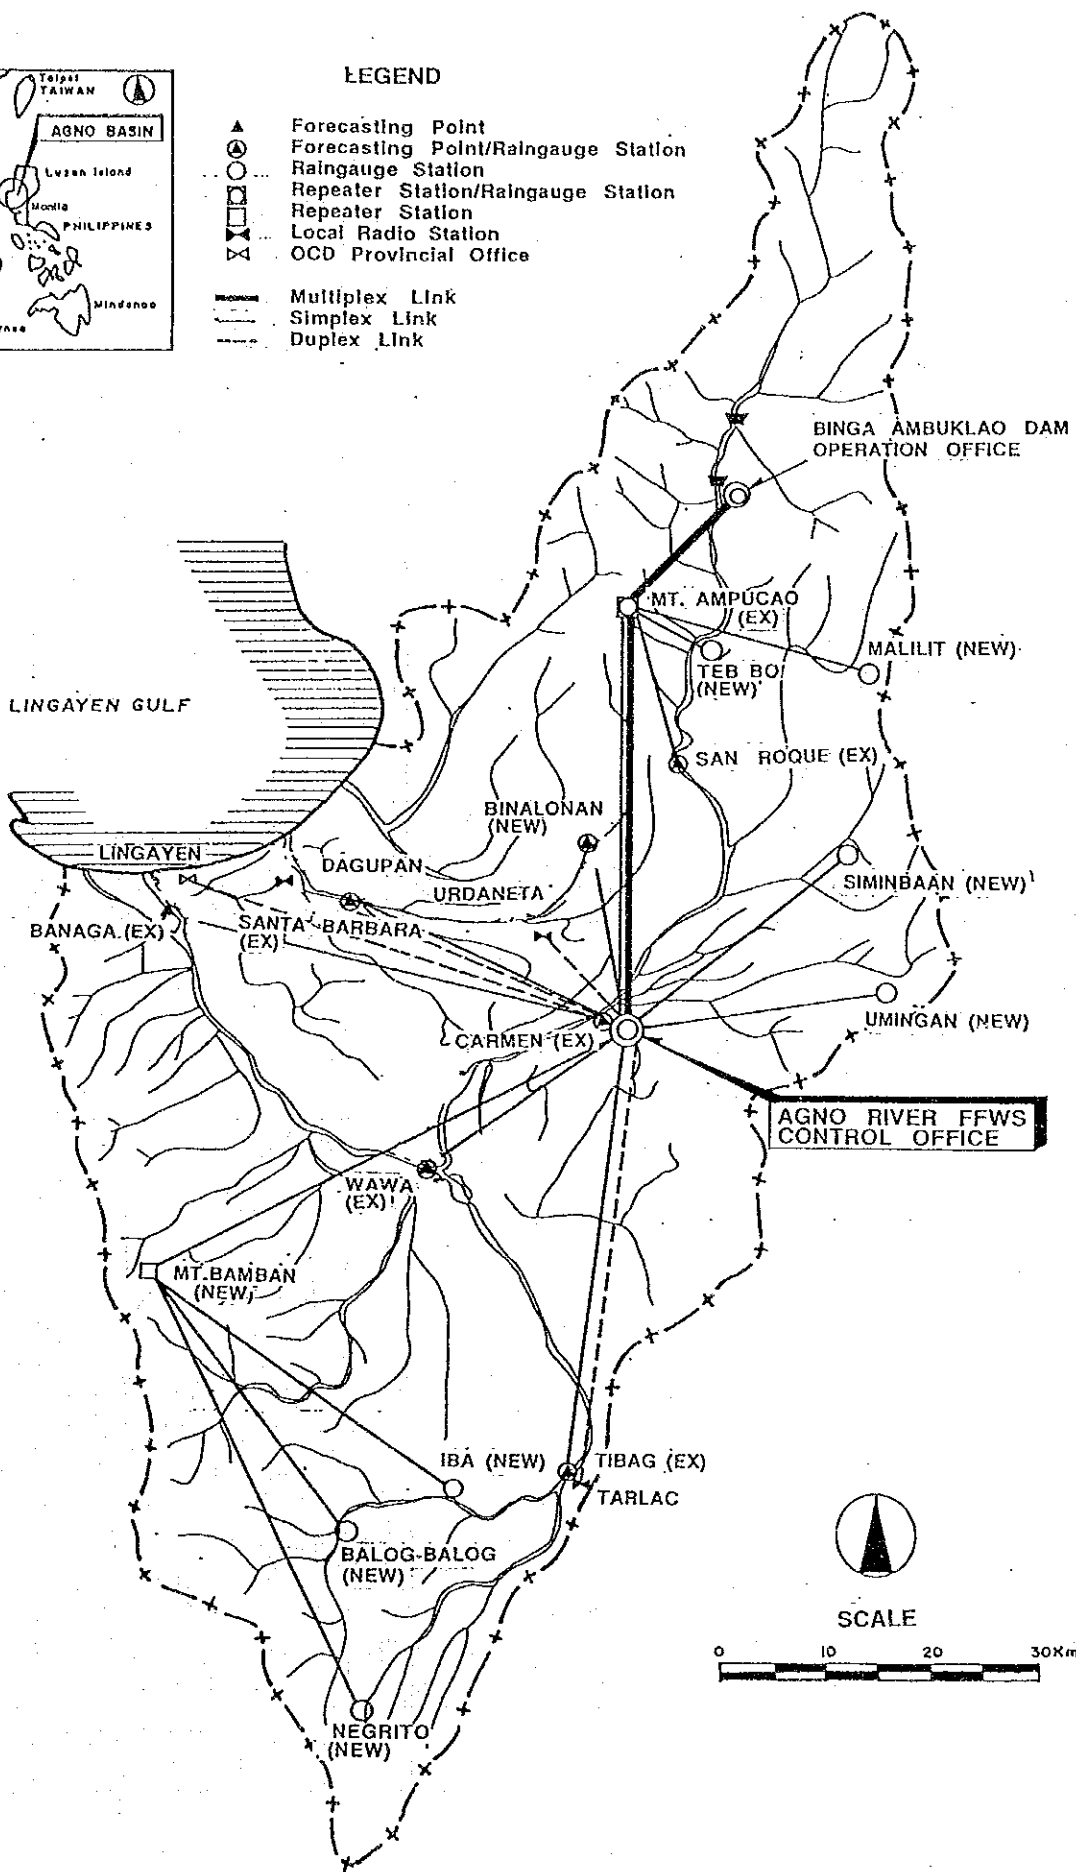 Taipei
TAIWAN
AGNO BASIN
Luzon Island
Manila
PHILIPPINES
Mindanao
LEGEND
Forecasting Point
Forecasting Point/Raingauge Station
Raingauge Station
Repeater Station/Raingauge Station
Repeater Station
Local Radio Station
OCD Provincial Office
Multiplex Link
Simplex Link
Duplex Link
BINGA AMBUKLAO DAM
OPERATION OFFICE
MT. AMPUCAO
(EX)
TEB BO
(NEW)
MALILIT (NEW)
LINGAYEN GULF
SAN ROQUE (EX)
BINALONAN
(NEW)
LINGAYEN
DAGUPAN
URDANETA
SIMINBAAN (NEW)
BANAGA (EX)
SANTA BARBARA
(EX)
UMINGAN (NEW)
CARMEN (EX)
AGNO RIVER FFWS
CONTROL OFFICE
WAWA
(EX)
MT.BAMBAN
(NEW)
IBA (NEW)
TIBAG (EX)
TARLAC
BALOG-BALOG
(NEW)
NEGRITO
(NEW)
SCALE
0 10 20 30Km